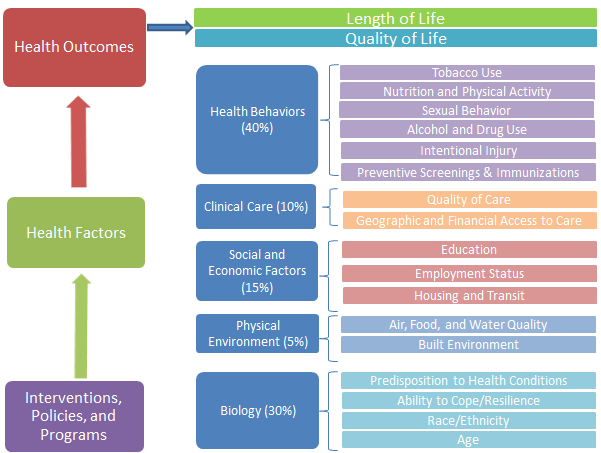 Health Outcomes
Length of Life
Quality of Life
Health Behaviors
(40%)
Tobacco Use
Nutrition and Physical Activity
Sexual Behavior
Alcohol and Drug Use
Intentional Injury
Preventive Screenings & Immunizations
Health Factors
Clinical Care (10%)
Quality of Care
Geographic and Financial Access to Care
Social and
Economic Factors
(15%)
Education
Employment Status
Housing and Transit
Physical
Environment (5%)
Air, Food, and Water Quality
Built Environment
Interventions,
Policies, and
Programs
Biology (30%)
Predisposition to Health Conditions
Ability to Cope/Resilience
Race/Ethnicity
Age